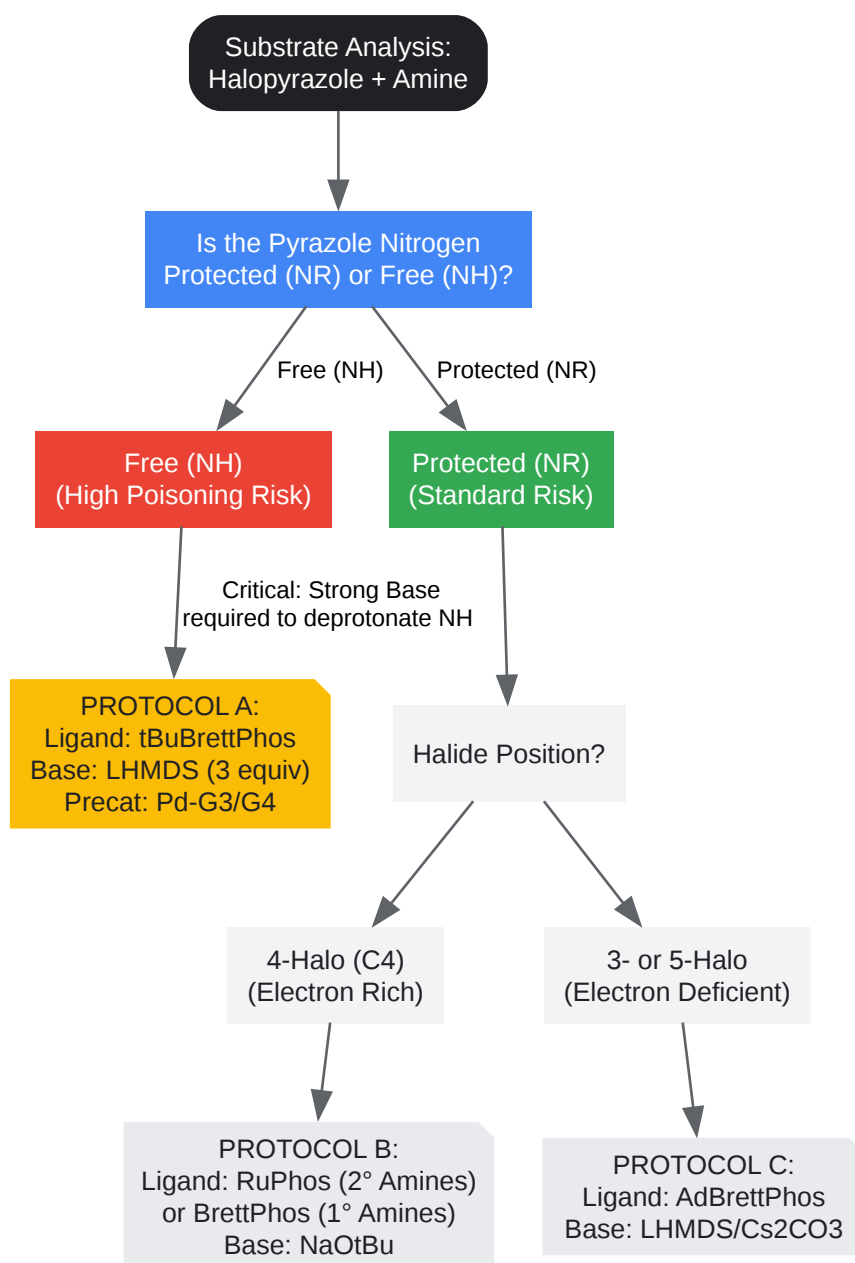 Substrate Analysis:
Halopyrazole + Amine
Is the Pyrazole Nitrogen
Protected (NR) or Free (NH)?
Free (NH)
Protected (NR)
Free (NH)
(High Poisoning Risk)
Protected (NR)
(Standard Risk)
Critical: Strong Base
required to deprotonate NH
PROTOCOL A:
Ligand: tBuBrettPhos
Base: LHMDS (3 equiv)
Precat: Pd-G3/G4
Halide Position?
4-Halo (C4)
(Electron Rich)
3- or 5-Halo
(Electron Deficient)
PROTOCOL B:
Ligand: RuPhos (2° Amines)
or BrettPhos (1° Amines)
Base: NaOtBu
PROTOCOL C:
Ligand: AdBrettPhos
Base: LHMDS/Cs2CO3